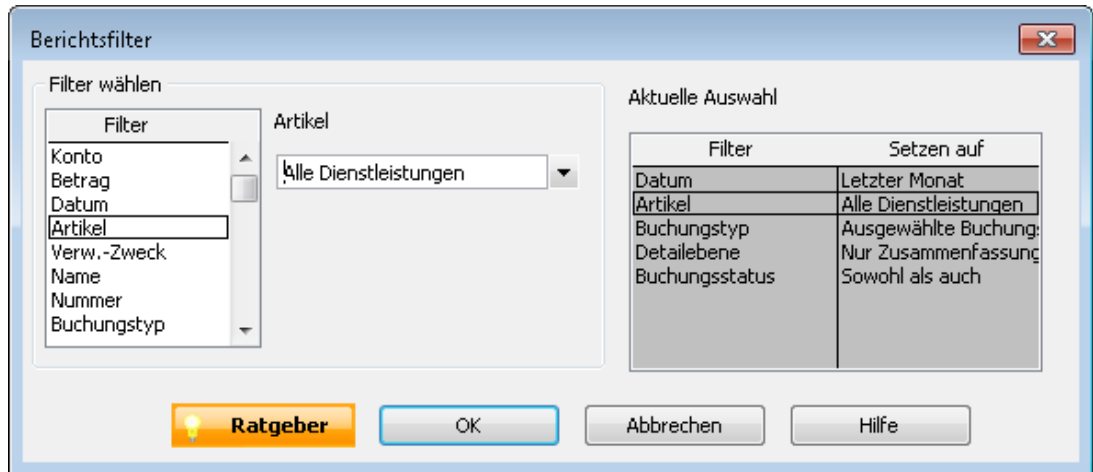 Berichtsfilter
Filter wählen
Filter
Konto
Betrag
Datum
Artikel
Verw.-Zweck
Name
Nummer
Buchungstyp
Artikel
Alle Dienstleistungen
Aktuelle Auswahl
Filter Setzen auf
Datum Letzter Monat
Artikel Alle Dienstleistungen
Buchungstyp Ausgewählte Buchung
Detailebene Nur Zusammenfassung
Buchungsstatus Sowohl als auch
Ratgeber OK Abbrechen Hilfe